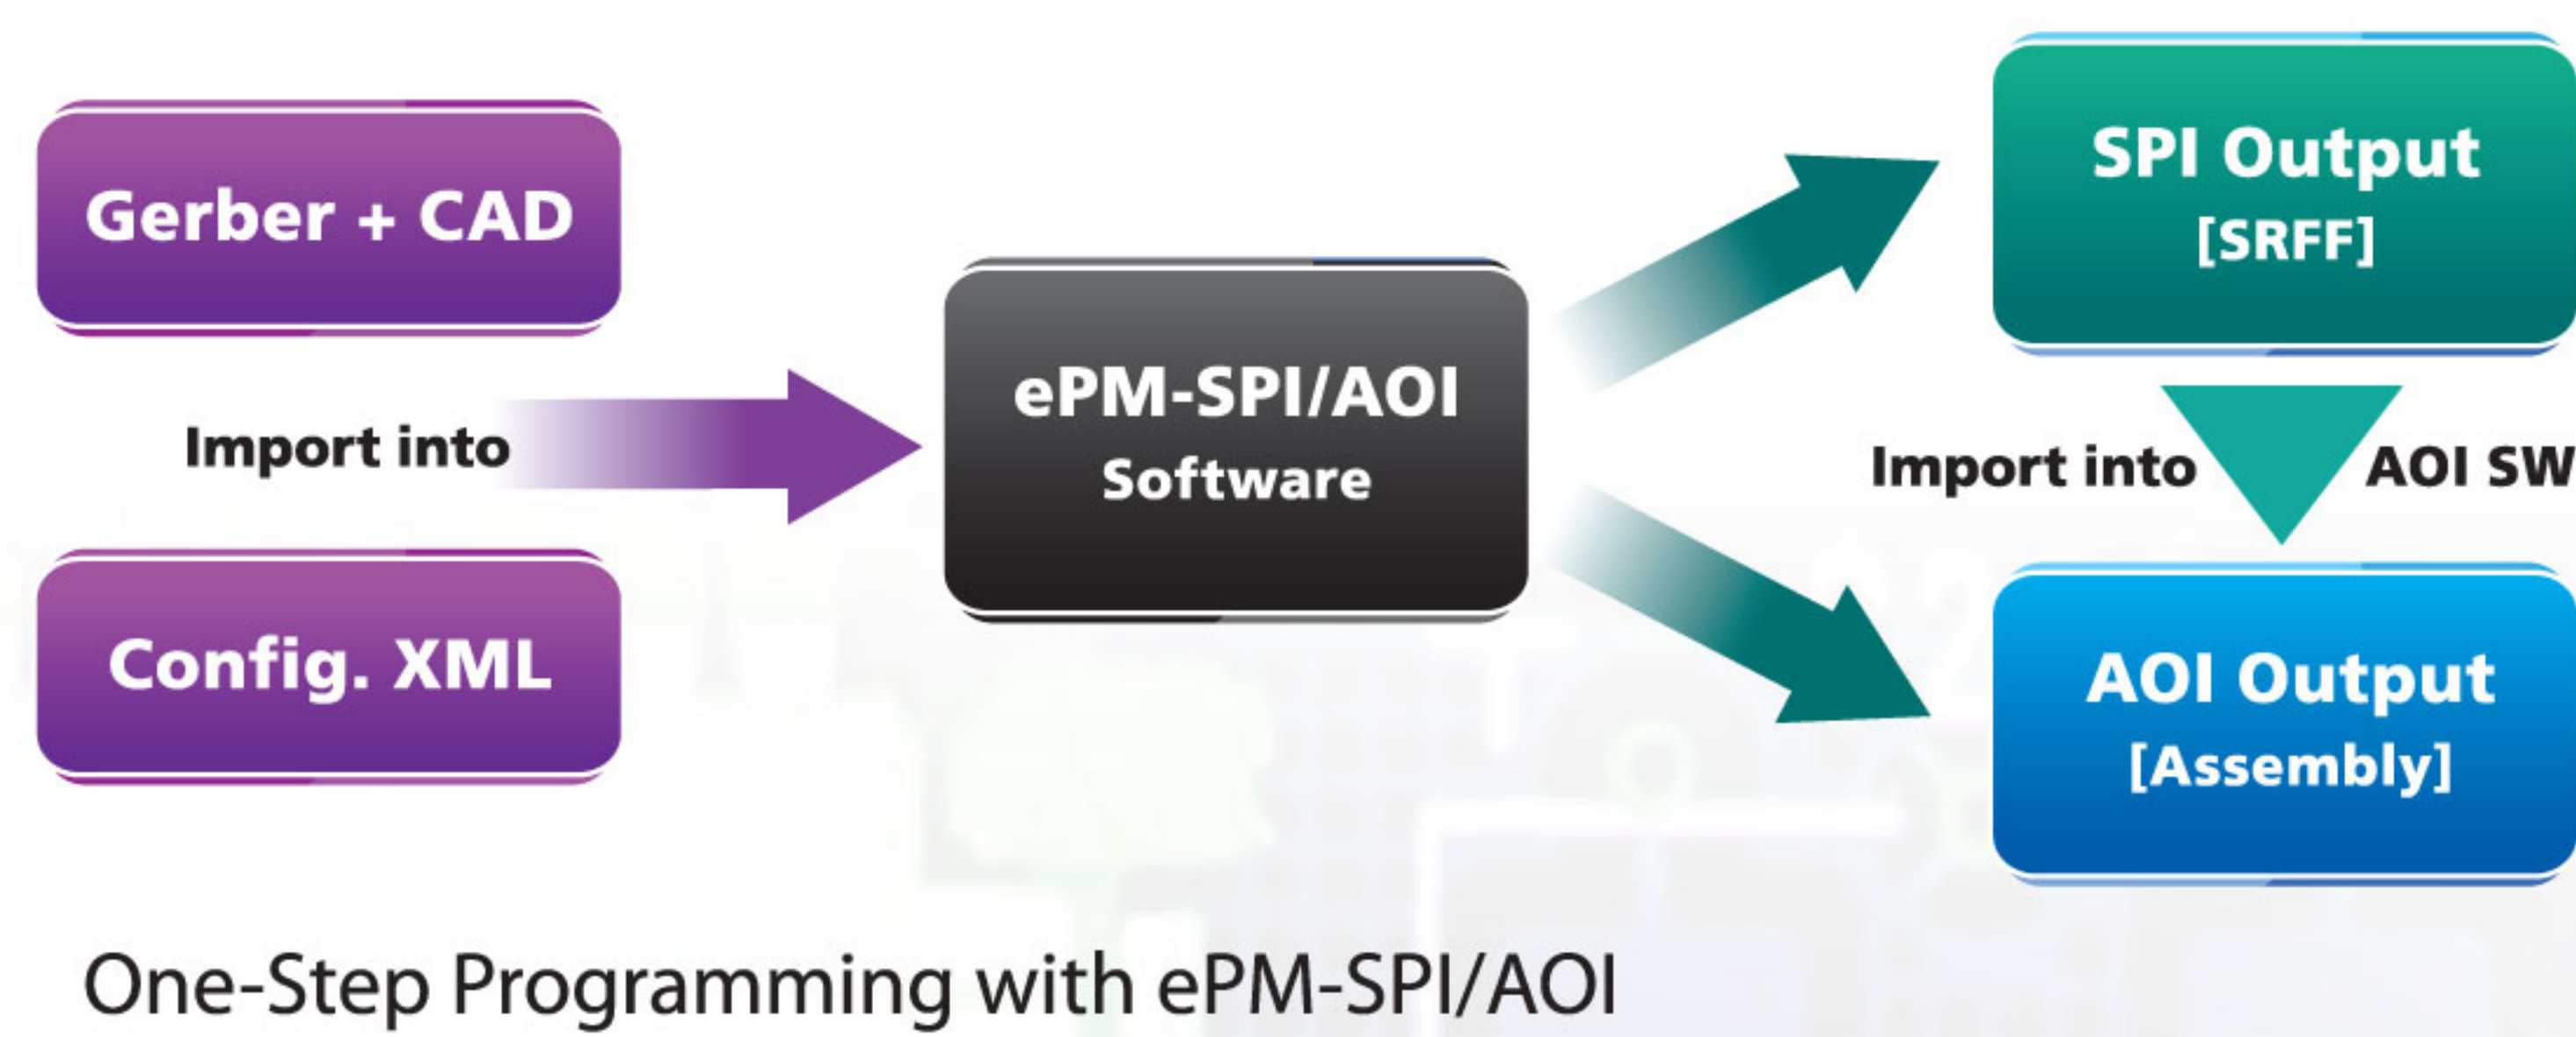 Gerber + CAD
Import into
Config. XML
ePM-SPI/AOI
Software
SPI Output
[SRFF]
Import into AOI SW
AOI Output
[Assembly]
One-Step Programming with ePM-SPI/AOI